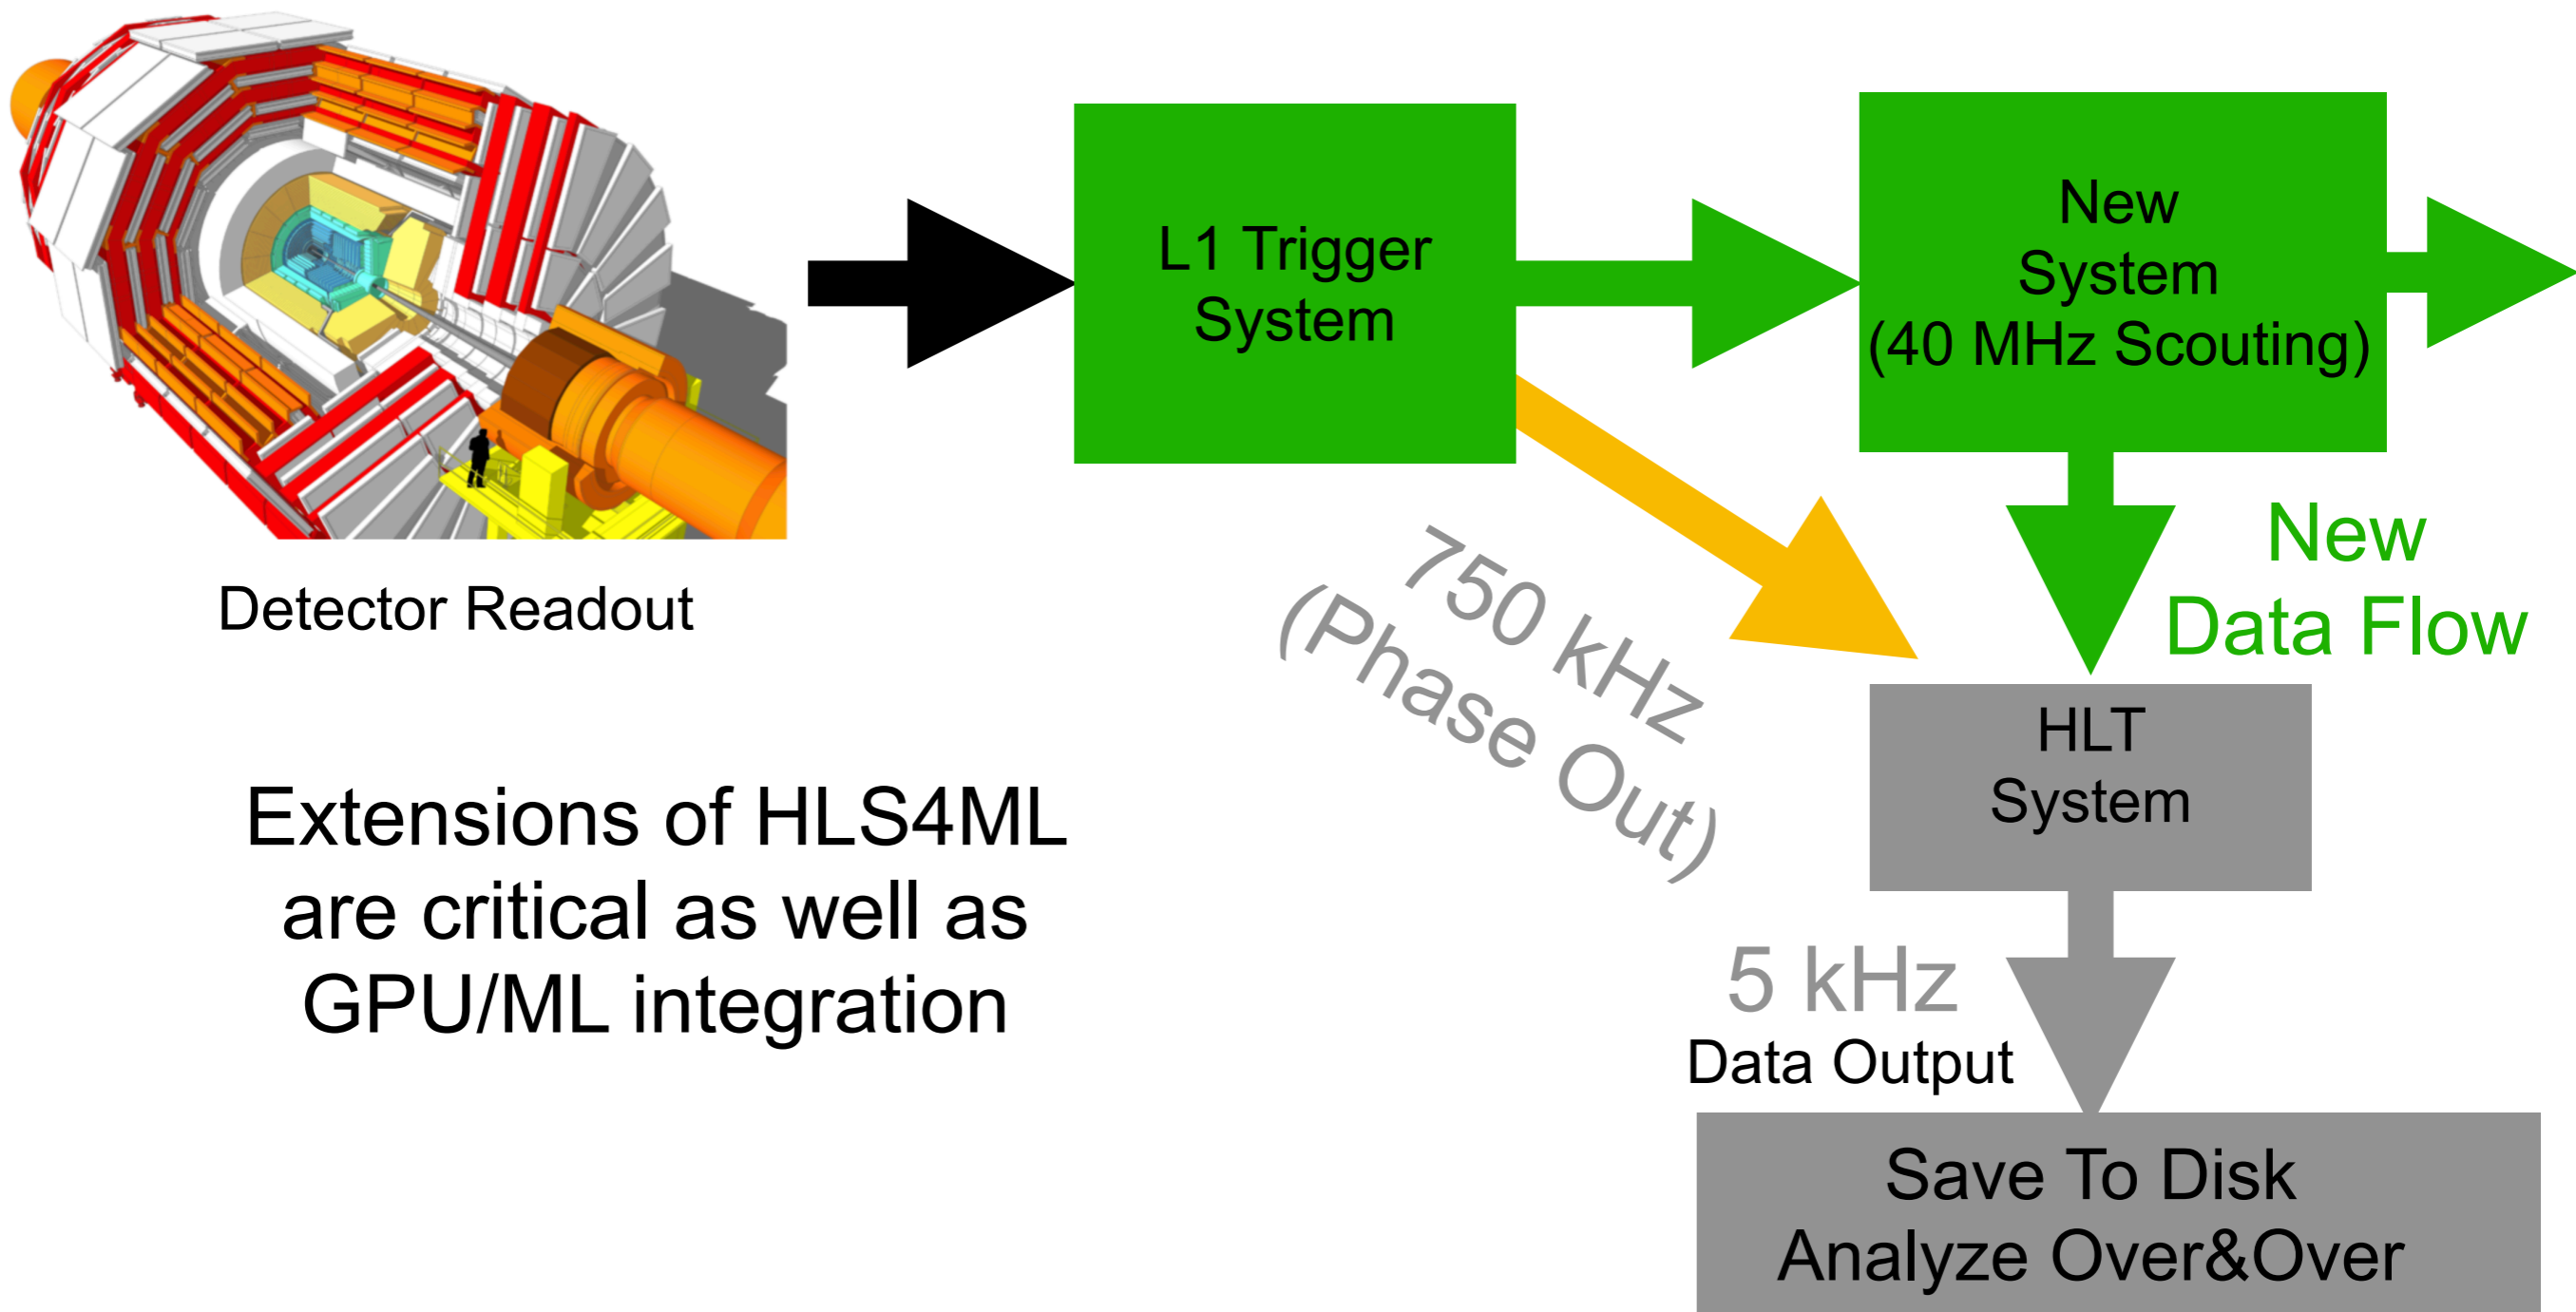 L1 Trigger
System
New
System
(40 MHz Scouting)
Detector Readout
750 kHz
(Phase Out)
New
Data Flow
HLT
System
Extensions of HLS4ML
are critical as well as
GPU/ML integration
5 kHz
Data Output
Save To Disk
Analyze Over&Over